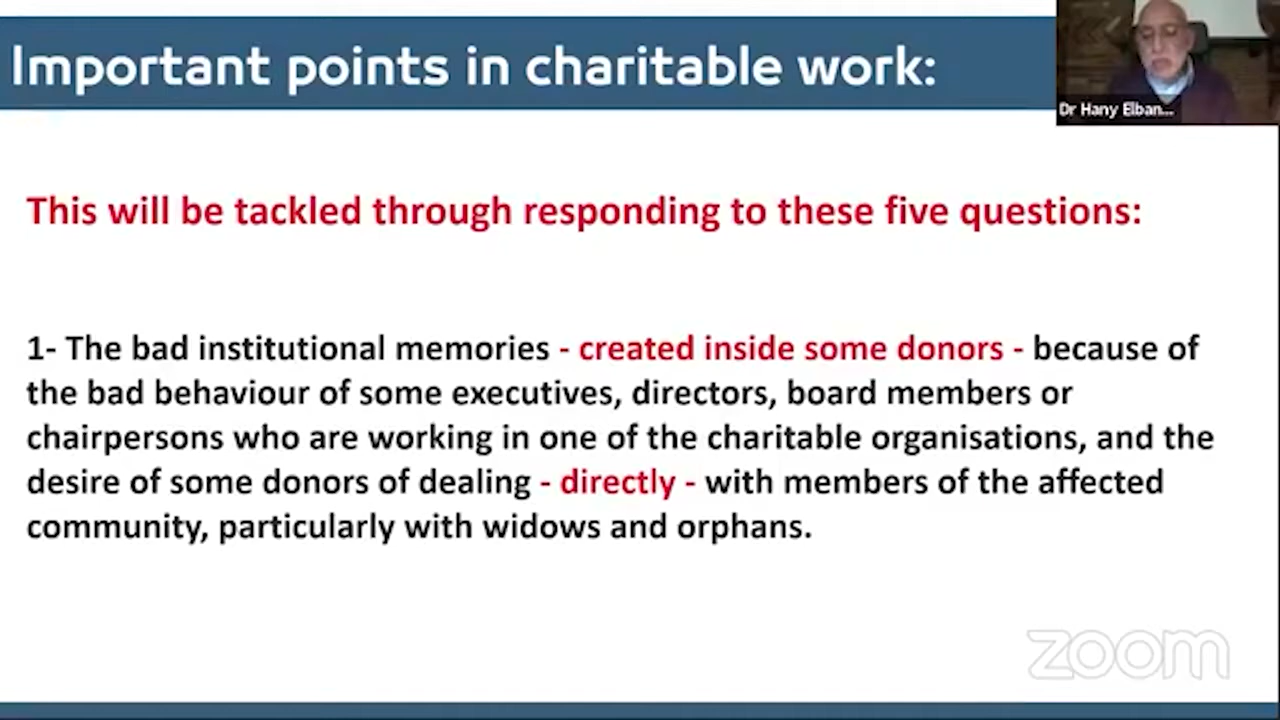 Important points in charitable work:
Dr Hany Elban...
This will be tackled through responding to these five questions:
1- The bad institutional memories - created inside some donors - because of
the bad behaviour of some executives, directors, board members or
chairpersons who are working in one of the charitable organisations, and the
desire of some donors of dealing - directly - with members of the affected
community, particularly with widows and orphans.
zoom